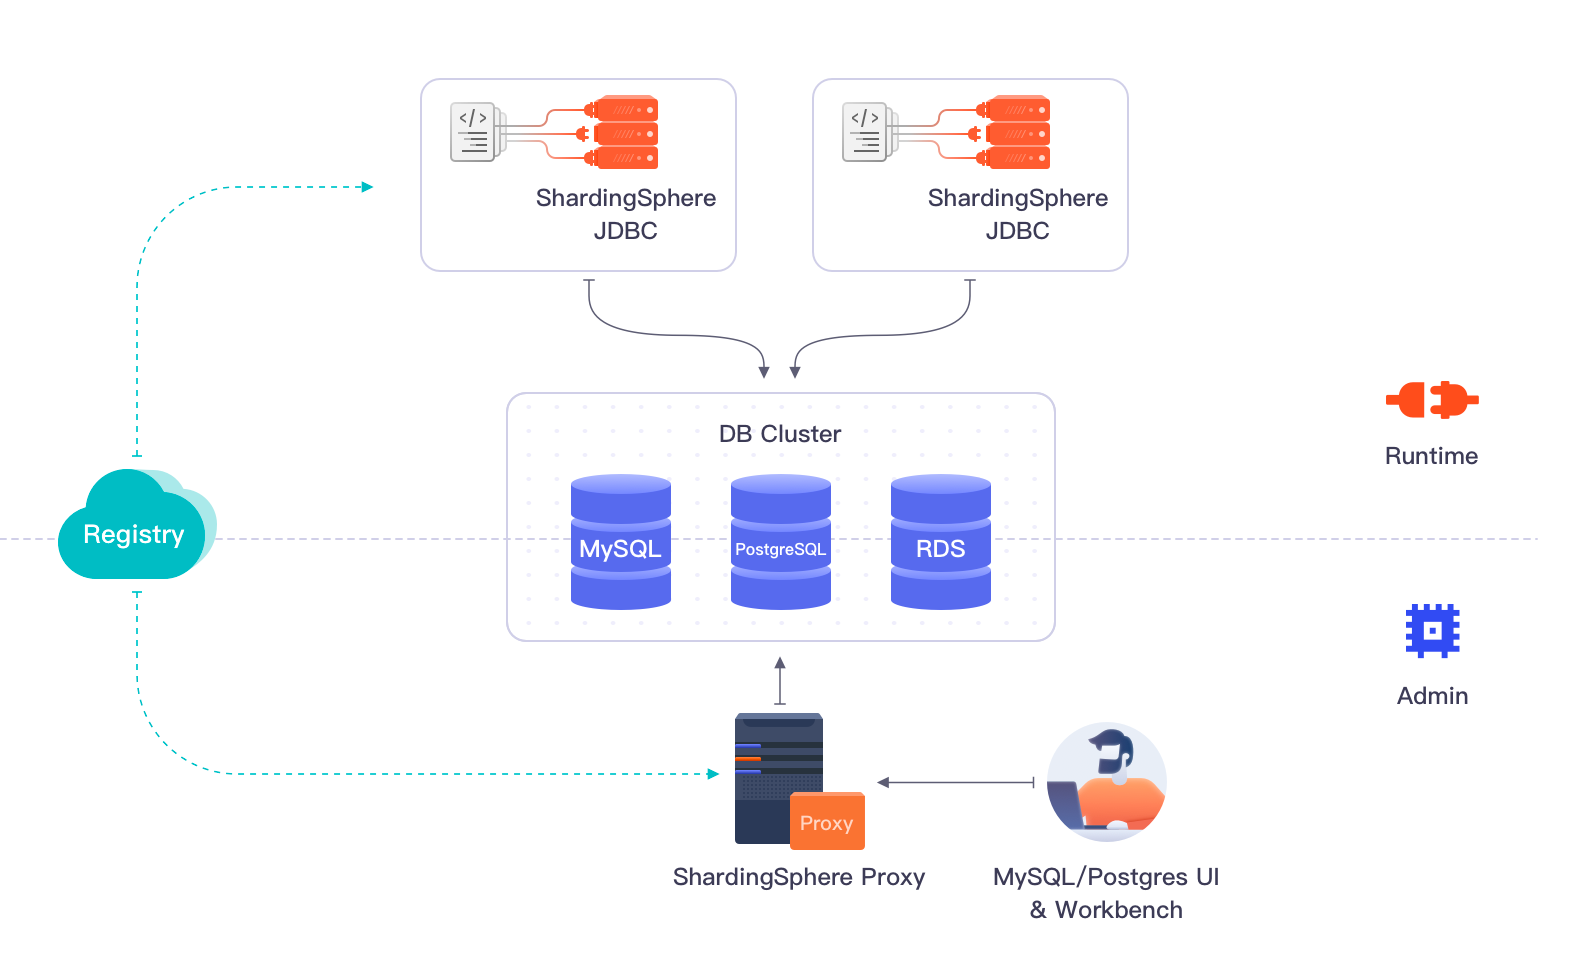 </>
</>
ShardingSphere
JDBC
ShardingSphere
JDBC
DB Cluster
Runtime
Registry
MySQL
PostgreSQL
RDS
Admin
Proxy
ShardingSphere Proxy
MySQL/Postgres UI
& Workbench